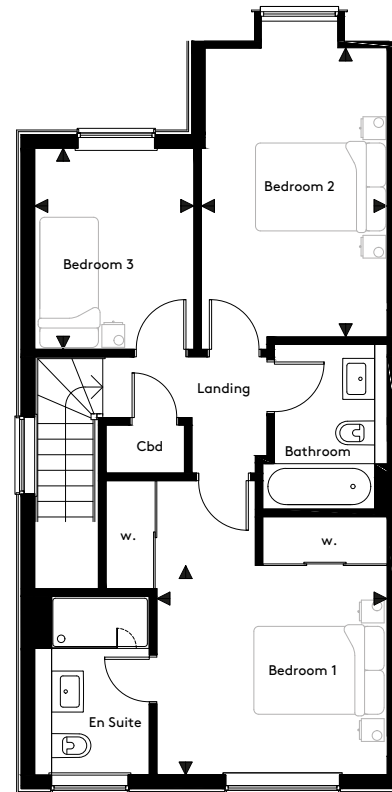 Bedroom 2
Bedroom 3
Landing
Cbd
Bathroom
w.
w.
Bedroom 1
En Suite